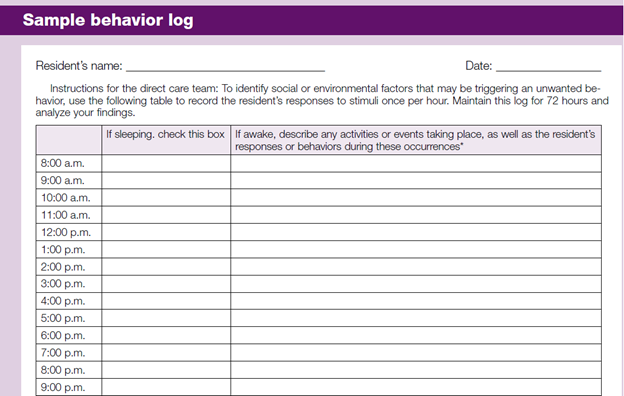 Sample behavior log
Resident's name: Date:
Instructions for the direct care team: To identify social or environmental factors that may be triggering an unwanted be-
havior, use the following table to record the resident's responses to stimuli once per hour. Maintain this log for 72 hours and
analyze your findings.
If sleeping. check this box If awake, describe any activities or events taking place, as well as the resident's
responses or behaviors during these occurrences*
8:00 a.m.
9:00 a.m.
10:00 a.m.
11:00 a.m.
12:00 p.m.
1:00 p.m.
2:00 p.m.
3:00 p.m.
4:00 p.m.
5:00 p.m.
6:00 p.m.
7:00 p.m.
8:00 p.m.
9:00 p.m.